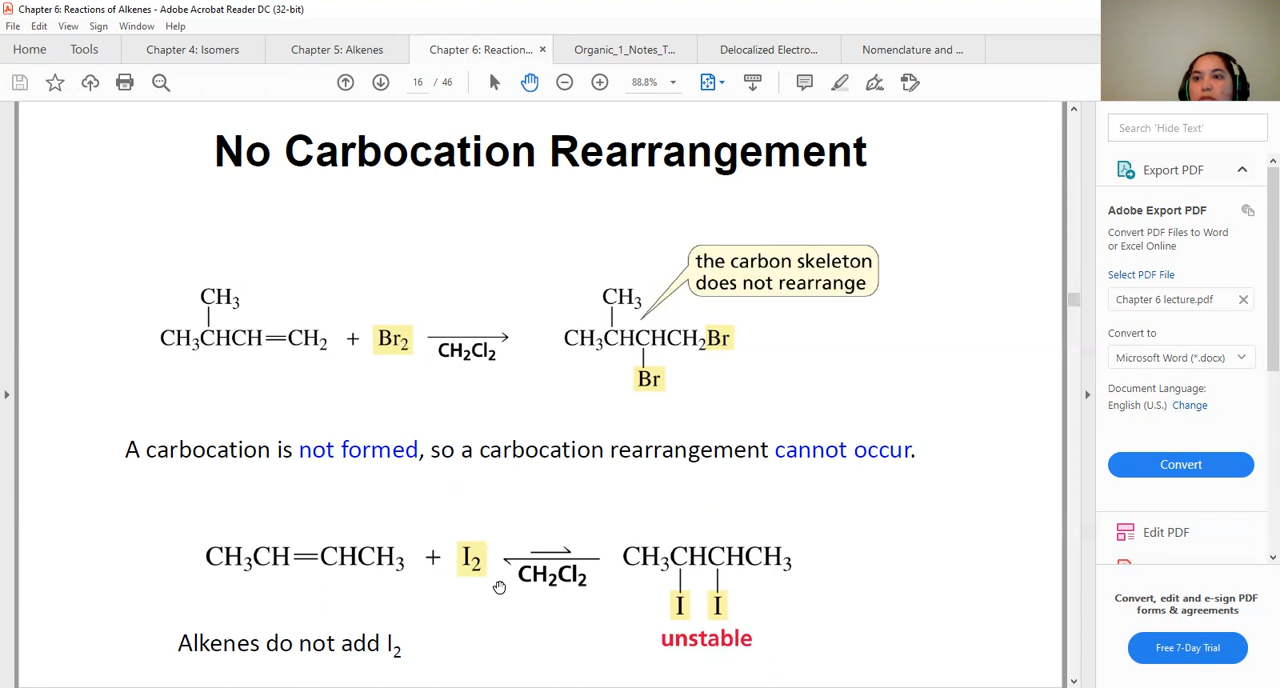 Chapter 6: Reactions of Alkenes - Adobe Acrobat Reader DC (32-bit)
File Edit View Sign Window Help
Home Tools Chapter 4: Isomers Chapter 5: Alkenes Chapter 6: Reaction... × Organic_1_Notes_T... Delocalized Electro... Nomenclature and ...
16 / 46 88.8%
No Carbocation Rearrangement
the carbon skeleton
does not rearrange
CH₃
CH₃CHCH=CH₂ + Br₂
CH₂Cl₂
CH₃
CH₃CHCHCH₂Br
Br
A carbocation is not formed, so a carbocation rearrangement cannot occur.
CH₃CH=CHCH₃ + I₂
CH₂Cl₂
CH₃CHCHCH₃
I I
unstable
Alkenes do not add I₂
Search 'Hide Text'
Export PDF
Adobe Export PDF
Convert PDF Files to Word
or Excel Online
Select PDF File
Chapter 6 lecture.pdf
Convert to
Microsoft Word (*.docx)
Document Language:
English (U.S.) Change
Convert
Edit PDF
Convert, edit and e-sign PDF
forms & agreements
Free 7-Day Trial